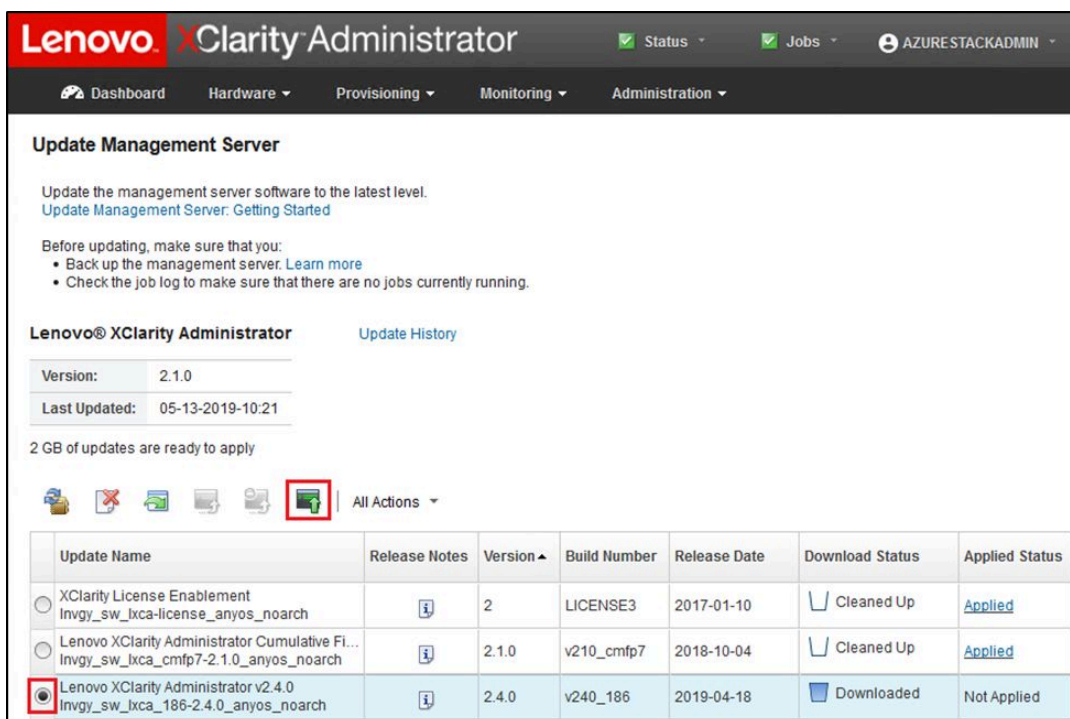 Lenovo XClarity Administrator Status Jobs AZURESTACKADMIN
Dashboard Hardware Provisioning Monitoring Administration
Update Management Server
Update the management server software to the latest level.
Update Management Server: Getting Started
Before updating, make sure that you:
• Back up the management server. Learn more
• Check the job log to make sure that there are no jobs currently running.
Lenovo® XClarity Administrator Update History
Version: 2.1.0
Last Updated: 05-13-2019-10:21
2 GB of updates are ready to apply
All Actions
Update Name Release Notes Version Build Number Release Date Download Status Applied Status
XClarity License Enablement
lnvgy_sw_lxca-license_anyos_noarch 2 LICENSE3 2017-01-10 Cleaned Up Applied
Lenovo XClarity Administrator Cumulative Fi...
lnvgy_sw_lxca_cmfp7-2.1.0_anyos_noarch 2.1.0 v210_cmfp7 2018-10-04 Cleaned Up Applied
Lenovo XClarity Administrator v2.4.0
lnvgy_sw_lxca_186-2.4.0_anyos_noarch 2.4.0 v240_186 2019-04-18 Downloaded Not Applied